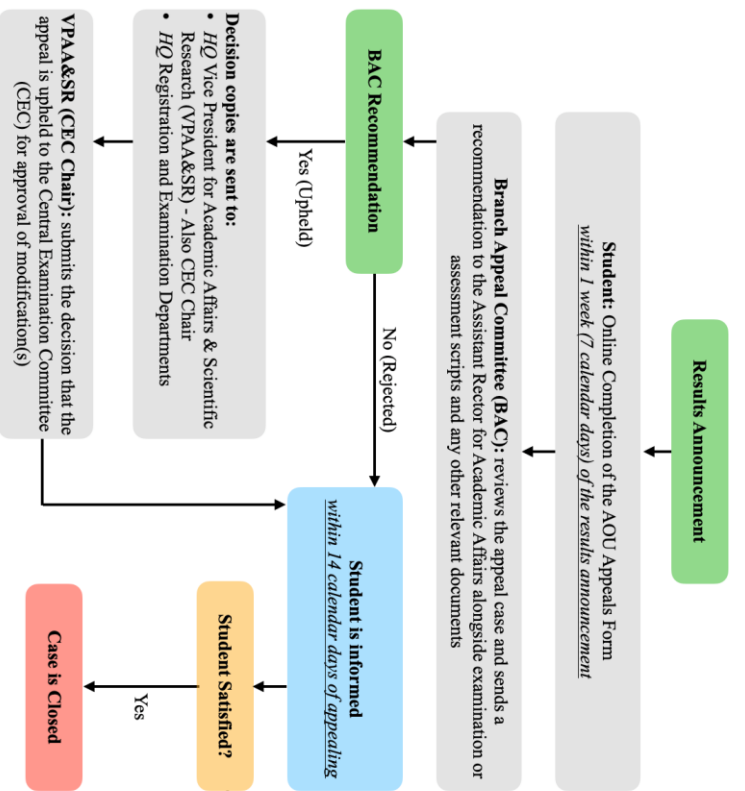 Results Announcement
Student: Online Completion of the AOU Appeals Form
within 1 week (7 calendar days) of the results announcement
Branch Appeal Committee (BAC): reviews the appeal case and sends a
recommendation to the Assistant Rector for Academic Affairs alongside examination or
assessment scripts and any other relevant documents
BAC Recommendation
Yes (Upheld)
No (Rejected)
Decision copies are sent to:
• HQ Vice President for Academic Affairs & Scientific
Research (VPAA&SR) - Also CEC Chair
• HQ Registration and Examination Departments
VPAA&SR (CEC Chair): submits the decision that the
appeal is upheld to the Central Examination Committee
(CEC) for approval of modification(s)
Student is informed
within 14 calendar days of appealing
Student Satisfied?
Yes
Case is Closed